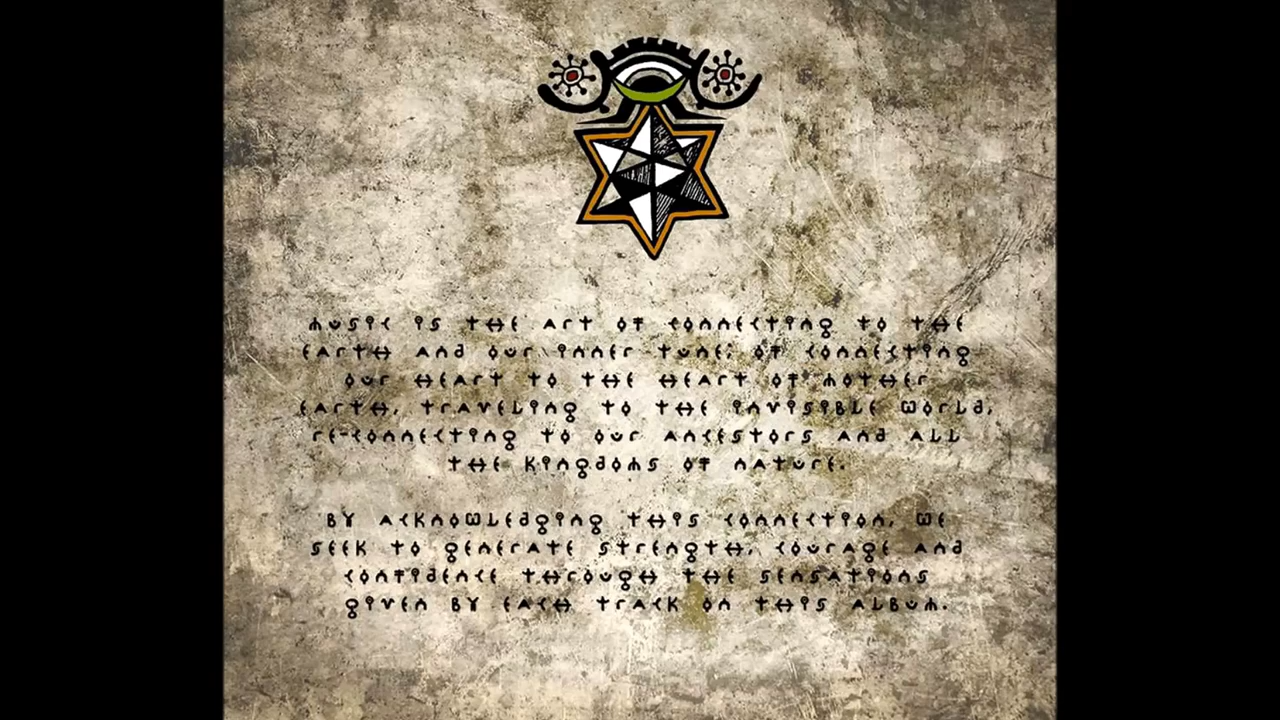 MUSIC IS THE ART OF CONNECTING TO THE
EARTH AND OUR INNER TUNE; OF CONNECTING
OUR HEART TO THE HEART OF MOTHER
EARTH, TRAVELING TO THE INVISIBLE WORLD,
RE-CONNECTING TO OUR ANCESTORS AND ALL
THE KINGDOMS OF NATURE.
BY ACKNOWLEDGING THIS CONNECTION, WE
SEEK TO GENERATE STRENGTH, COURAGE AND
CONFIDENCE THROUGH THE SENSATIONS
GIVEN BY EACH TRACK ON THIS ALBUM.